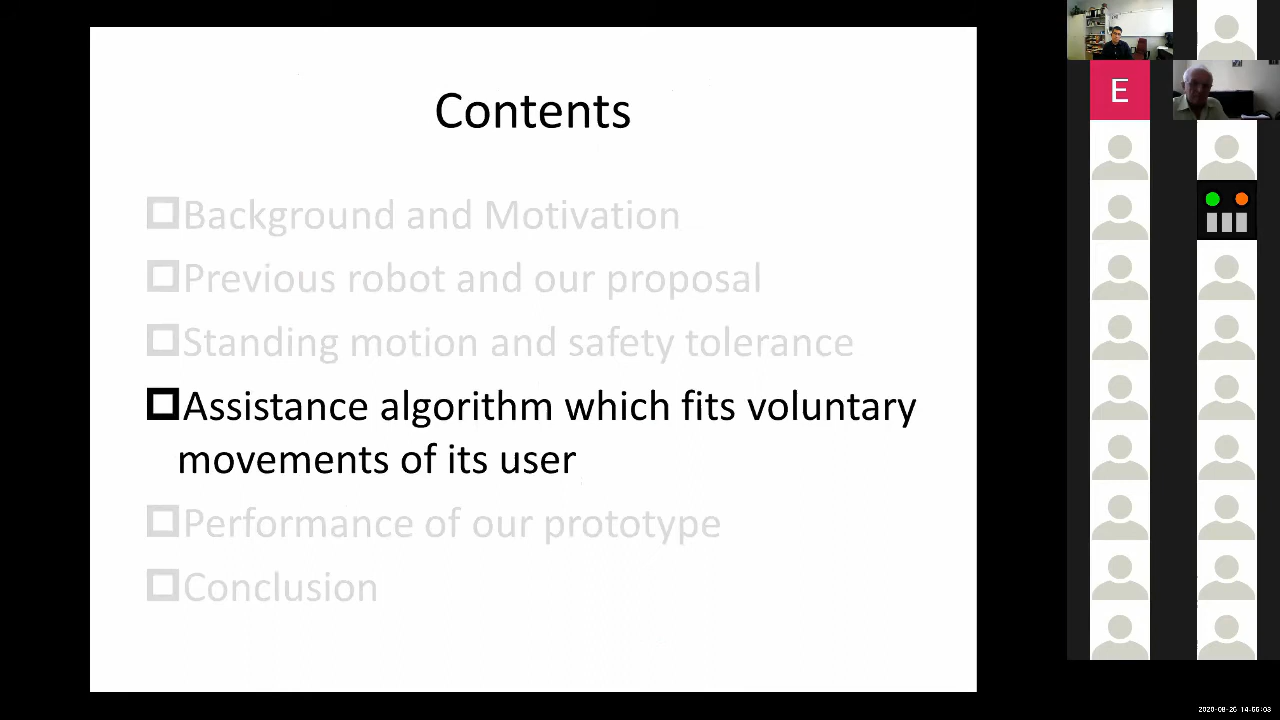 Contents
Background and Motivation
Previous robot and our proposal
Standing motion and safety tolerance
Assistance algorithm which fits voluntary
movements of its user
Performance of our prototype
Conclusion
E